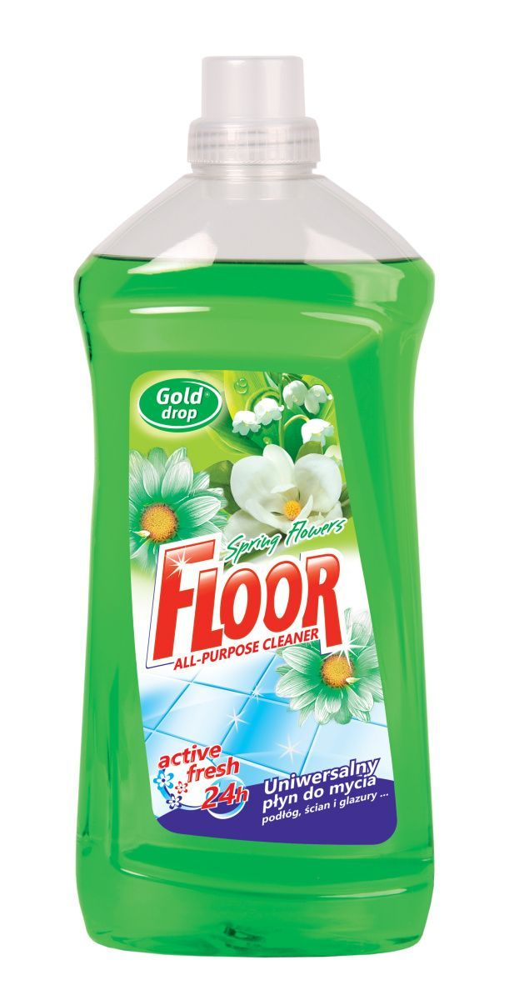 Gold®
drop
Spring Flowers
FLOOR
ALL-PURPOSE CLEANER
active
fresh
24h
Uniwersalny
płyn do mycia
podłóg, ścian i glazury ...